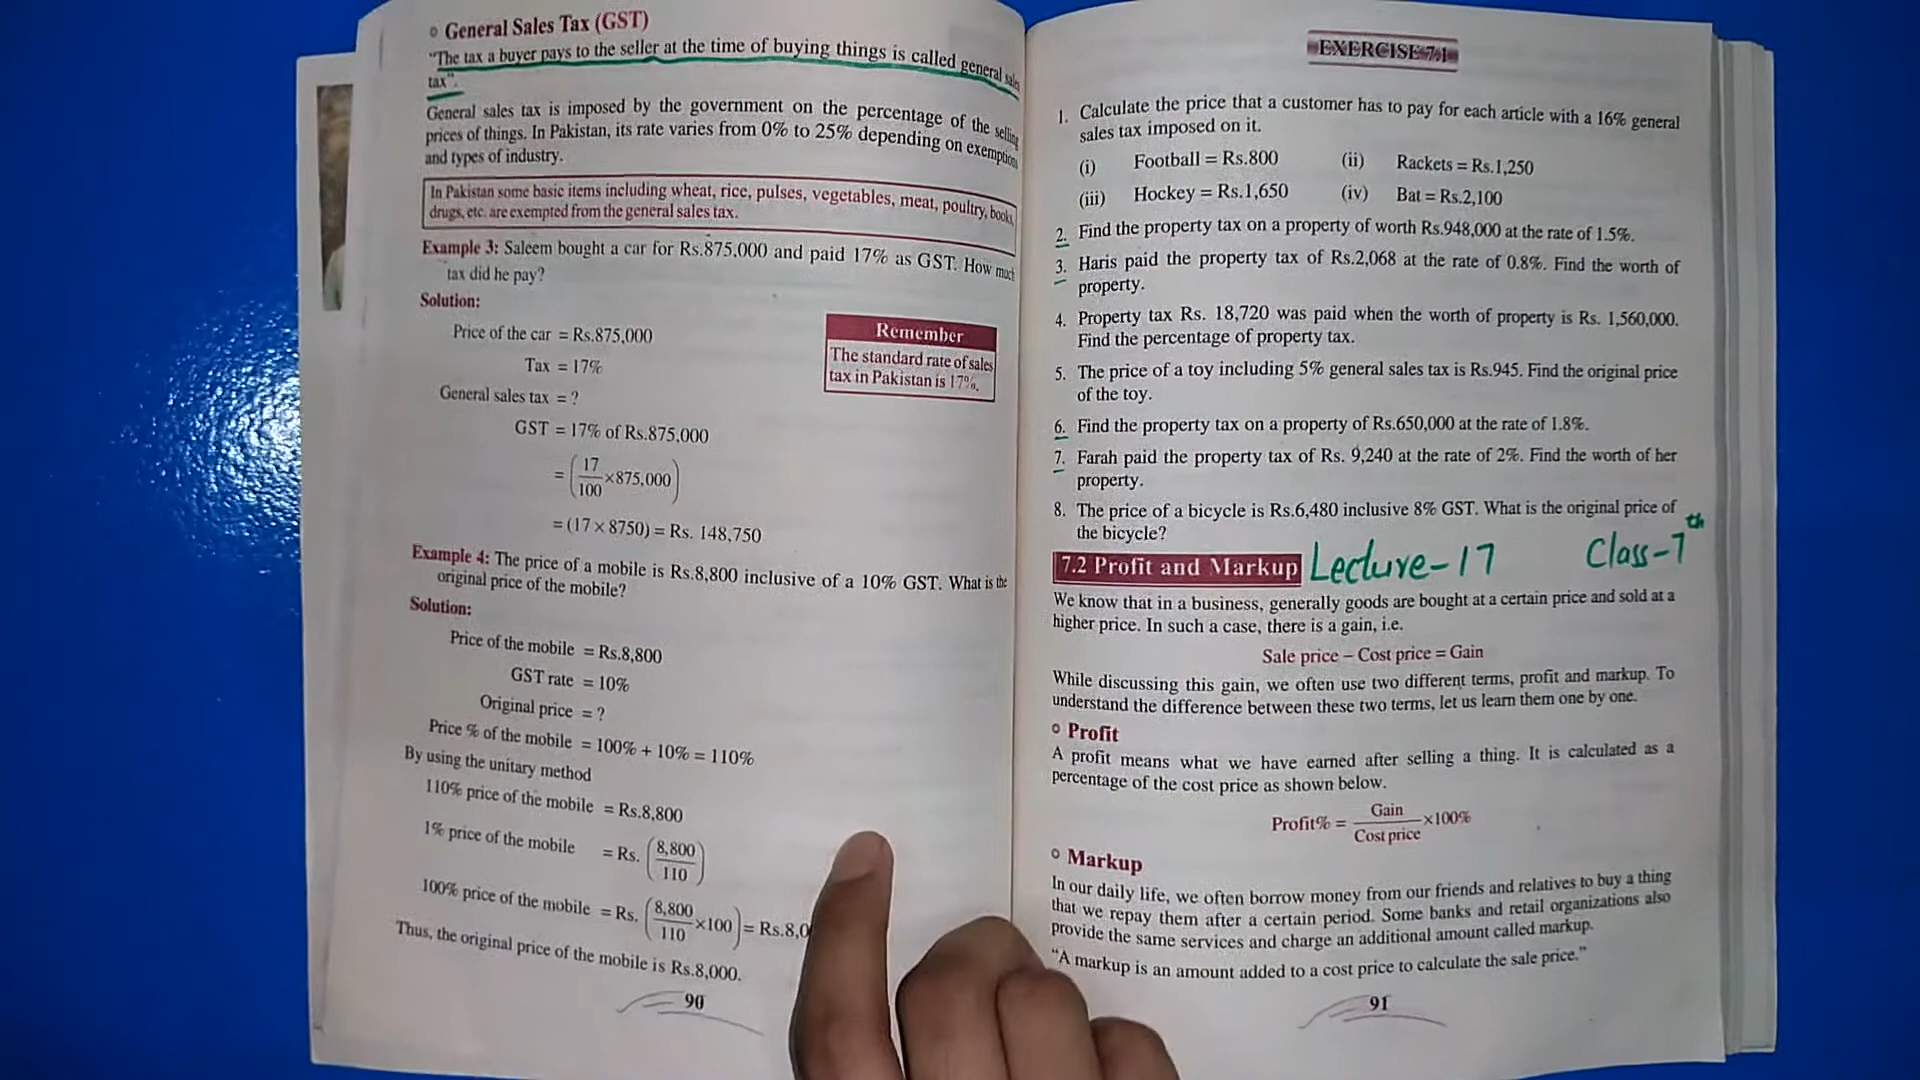 ° General Sales Tax (GST)
"The tax a buyer pays to the seller at the time of buying things is called general sales
tax".
General sales tax is imposed by the government on the percentage of the selling
prices of things. In Pakistan, its rate varies from 0% to 25% depending on exemptions
and types of industry.
In Pakistan some basic items including wheat, rice, pulses, vegetables, meat, poultry, books,
drugs, etc. are exempted from the general sales tax.
Example 3: Saleem bought a car for Rs.875,000 and paid 17% as GST. How much
tax did he pay?
Solution:
Price of the car = Rs.875,000
Tax = 17%
General sales tax = ?
GST = 17% of Rs.875,000
= (17/100 ×875,000)
= (17 × 8750) = Rs. 148,750
Remember
The standard rate of sales
tax in Pakistan is 17%.
Example 4: The price of a mobile is Rs.8,800 inclusive of a 10% GST. What is the
original price of the mobile?
Solution:
Price of the mobile = Rs.8,800
GST rate = 10%
Original price = ?
Price % of the mobile = 100% + 10% = 110%
By using the unitary method
110% price of the mobile = Rs.8,800
1% price of the mobile = Rs. (8,800/110)
100% price of the mobile = Rs. (8,800/110 ×100) = Rs.8,0
Thus, the original price of the mobile is Rs.8,000.
90
EXERCISE 7.1
1. Calculate the price that a customer has to pay for each article with a 16% general
sales tax imposed on it.
(i) Football = Rs.800 (ii) Rackets = Rs.1,250
(iii) Hockey = Rs.1,650 (iv) Bat = Rs.2,100
2. Find the property tax on a property of worth Rs.948,000 at the rate of 1.5%.
3. Haris paid the property tax of Rs.2,068 at the rate of 0.8%. Find the worth of
property.
4. Property tax Rs. 18,720 was paid when the worth of property is Rs. 1,560,000.
Find the percentage of property tax.
5. The price of a toy including 5% general sales tax is Rs.945. Find the original price
of the toy.
6. Find the property tax on a property of Rs.650,000 at the rate of 1.8%.
7. Farah paid the property tax of Rs. 9,240 at the rate of 2%. Find the worth of her
property.
8. The price of a bicycle is Rs.6,480 inclusive 8% GST. What is the original price of
the bicycle?
7.2 Profit and Markup Lecture-17 Class-7th
We know that in a business, generally goods are bought at a certain price and sold at a
higher price. In such a case, there is a gain, i.e.
Sale price – Cost price = Gain
While discussing this gain, we often use two different terms, profit and markup. To
understand the difference between these two terms, let us learn them one by one.
° Profit
A profit means what we have earned after selling a thing. It is calculated as a
percentage of the cost price as shown below.
Profit% = Gain/Cost price ×100%
° Markup
In our daily life, we often borrow money from our friends and relatives to buy a thing
that we repay them after a certain period. Some banks and retail organizations also
provide the same services and charge an additional amount called markup.
"A markup is an amount added to a cost price to calculate the sale price."
91